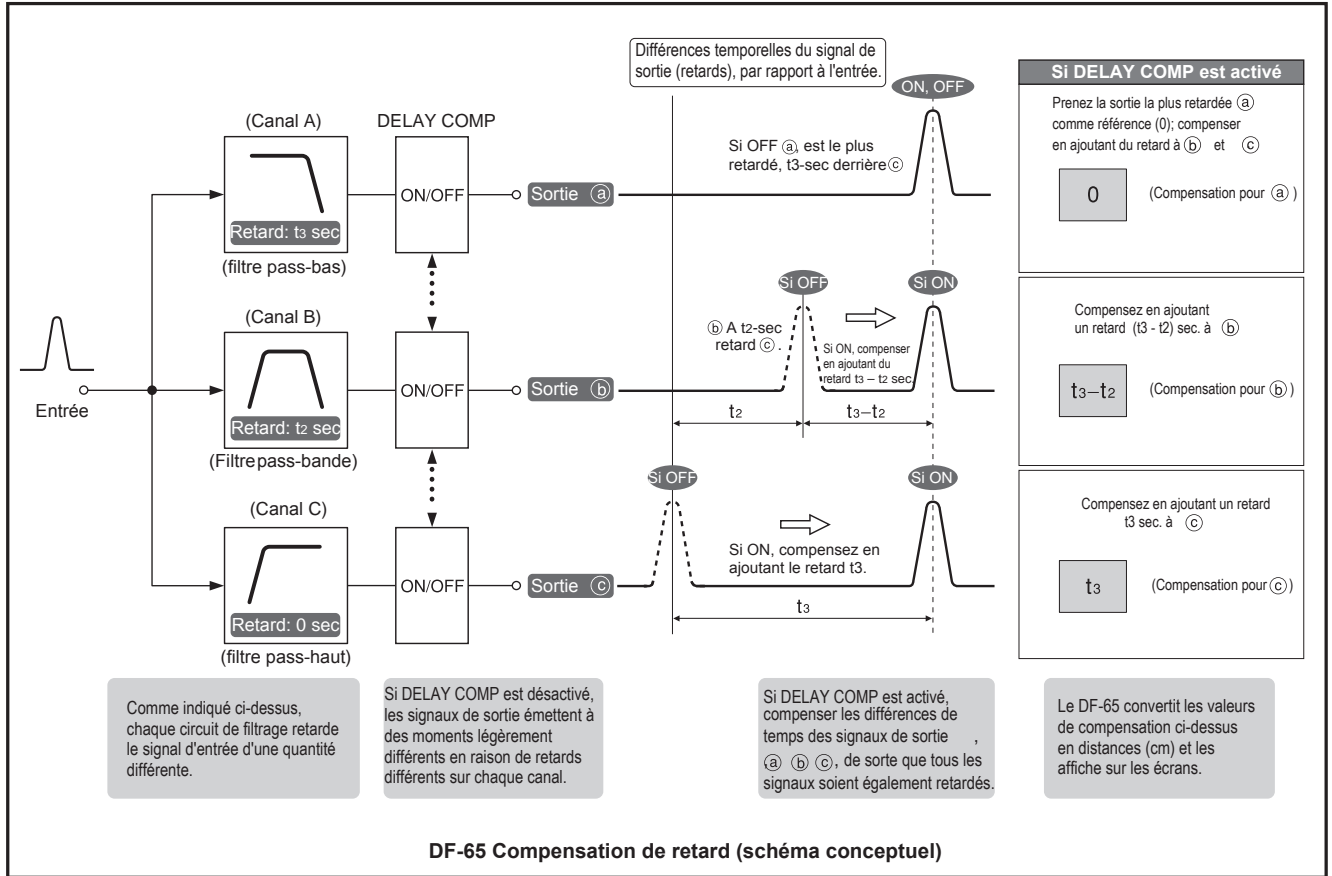 Différences temporelles du signal de
sortie (retards), par rapport à l'entrée.
(Canal A)
DELAY COMP
Retard: t3 sec
(filtre pass-bas)
ON/OFF
Sortie ⓐ
Si OFF ⓐ, est le plus
retardé, t3-sec derrière ⓒ
ON, OFF
Entrée
(Canal B)
Retard: t2 sec
(Filtrepass-bande)
ON/OFF
Sortie ⓑ
ⓑ A t2-sec
retard ⓒ .
Si OFF
Si ON, compenser
en ajoutant du
retard t3 – t2 sec.
Si ON
t2
t3–t2
(Canal C)
Retard: 0 sec
(filtre pass-haut)
ON/OFF
Sortie ⓒ
Si OFF
Si ON, compensez en
ajoutant le retard t3.
Si ON
t3
Si DELAY COMP est activé
Prenez la sortie la plus retardée ⓐ
comme référence (0); compenser
en ajoutant du retard à ⓑ et ⓒ
0
(Compensation pour ⓐ )
Compensez en ajoutant
un retard (t3 - t2) sec. à ⓑ
t3–t2
(Compensation pour ⓑ )
Compensez en ajoutant un retard
t3 sec. à ⓒ
t3
(Compensation pour ⓒ )
Comme indiqué ci-dessus,
chaque circuit de filtrage retarde
le signal d'entrée d'une quantité
différente.
Si DELAY COMP est désactivé,
les signaux de sortie émettent à
des moments légèrement
différents en raison de retards
différents sur chaque canal.
Si DELAY COMP est activé,
compenser les différences de
temps des signaux de sortie ,
,ⓐ ⓑ ⓒ, de sorte que tous les
signaux soient également retardés.
Le DF-65 convertit les valeurs
de compensation ci-dessus
en distances (cm) et les
affiche sur les écrans.
DF-65 Compensation de retard (schéma conceptuel)